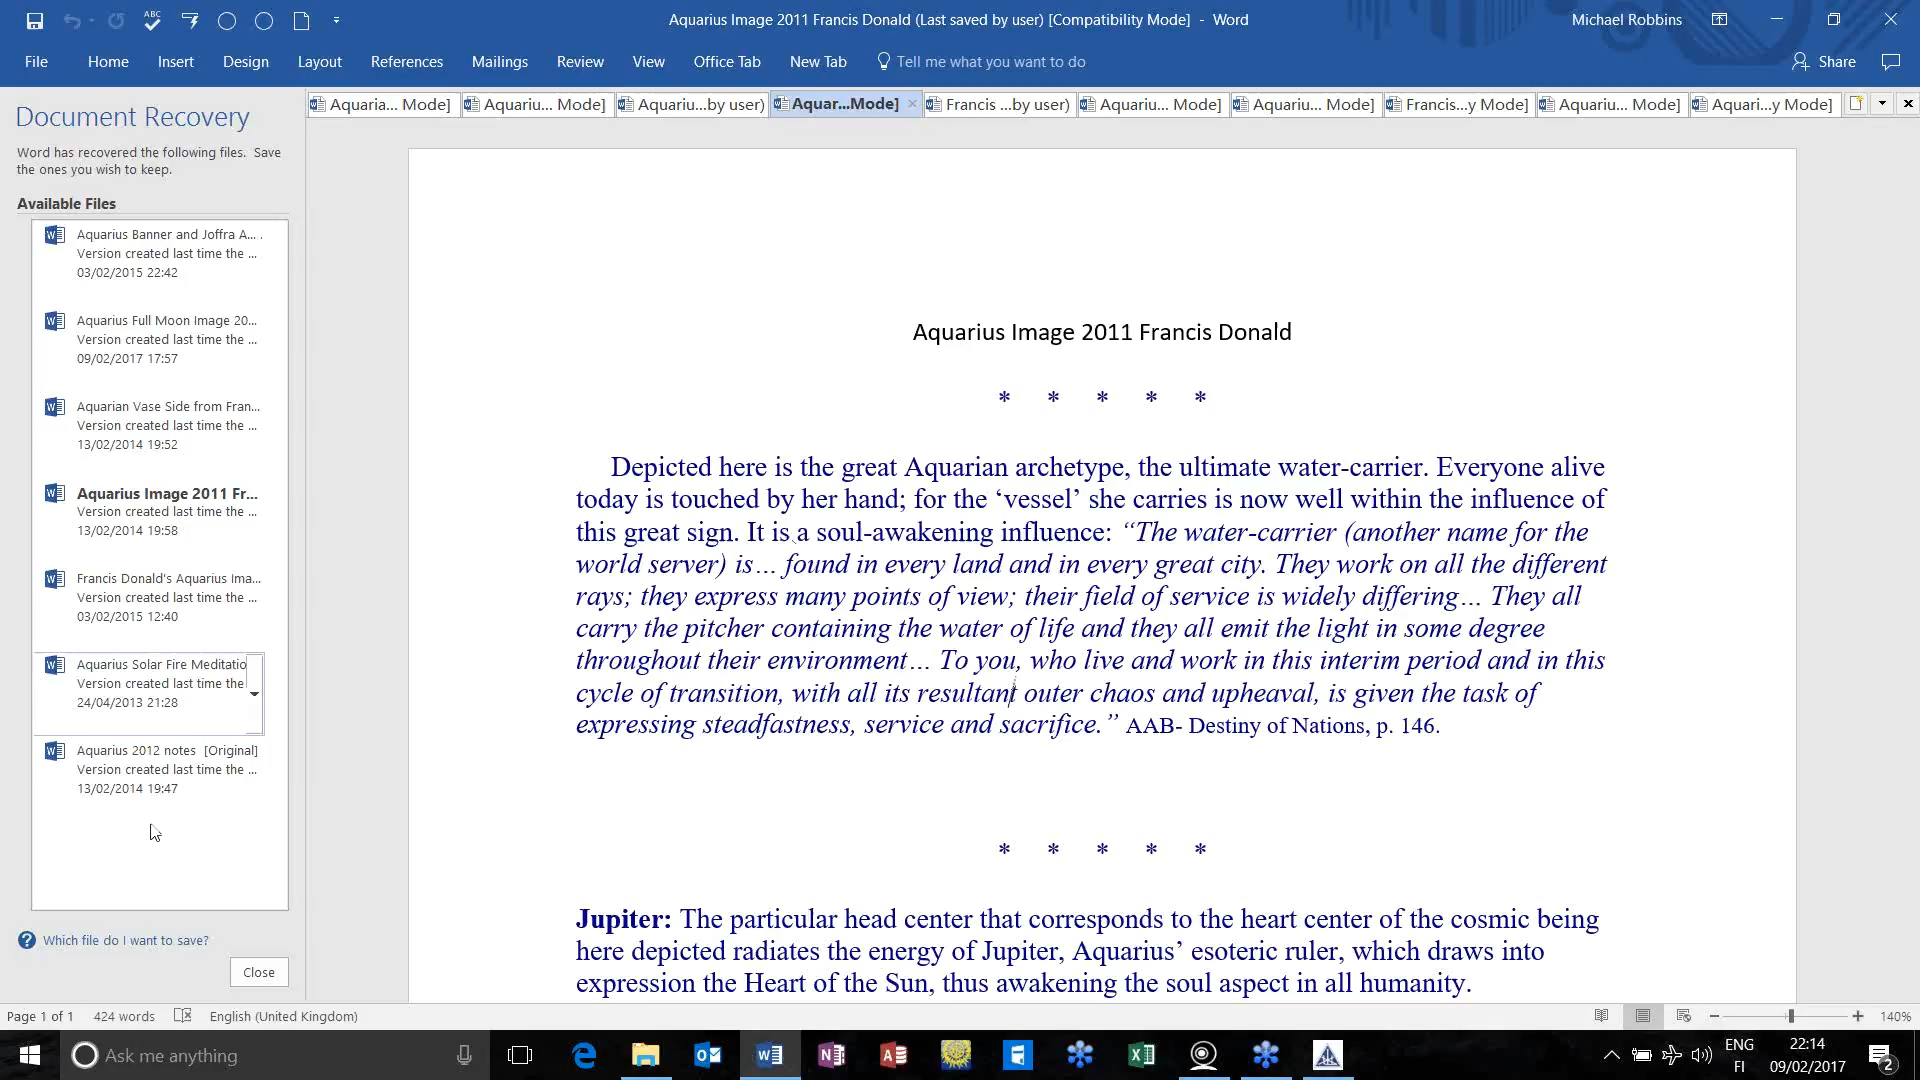 ABC
Aquarius Image 2011 Francis Donald (Last saved by user) [Compatibility Mode] - Word
Michael Robbins
File Home Insert Design Layout References Mailings Review View Office Tab New Tab Tell me what you want to do
Share
Aquaria... Mode] Aquariu... Mode] Aquariu...by user) Aquar...Mode] Francis ...by user) Aquariu... Mode] Aquariu... Mode] Francis...y Mode] Aquariu... Mode] Aquari...y Mode]
Document Recovery
Word has recovered the following files. Save
the ones you wish to keep.
Available Files
Aquarius Banner and Joffra A... .
Version created last time the ...
03/02/2015 22:42
Aquarius Full Moon Image 20...
Version created last time the ...
09/02/2017 17:57
Aquarian Vase Side from Fran...
Version created last time the ...
13/02/2014 19:52
Aquarius Image 2011 Fr...
Version created last time the ...
13/02/2014 19:58
Francis Donald's Aquarius Ima...
Version created last time the ...
03/02/2015 12:40
Aquarius Solar Fire Meditatio
Version created last time the
24/04/2013 21:28
Aquarius 2012 notes [Original]
Version created last time the ...
13/02/2014 19:47
Which file do I want to save?
Close
Aquarius Image 2011 Francis Donald
* * * * *
Depicted here is the great Aquarian archetype, the ultimate water-carrier. Everyone alive
today is touched by her hand; for the ‘vessel’ she carries is now well within the influence of
this great sign. It is a soul-awakening influence: “The water-carrier (another name for the
world server) is… found in every land and in every great city. They work on all the different
rays; they express many points of view; their field of service is widely differing… They all
carry the pitcher containing the water of life and they all emit the light in some degree
throughout their environment… To you, who live and work in this interim period and in this
cycle of transition, with all its resultant outer chaos and upheaval, is given the task of
expressing steadfastness, service and sacrifice.” AAB- Destiny of Nations, p. 146.
* * * * *
Jupiter: The particular head center that corresponds to the heart center of the cosmic being
here depicted radiates the energy of Jupiter, Aquarius’ esoteric ruler, which draws into
expression the Heart of the Sun, thus awakening the soul aspect in all humanity.
Page 1 of 1 424 words English (United Kingdom)
140%
Ask me anything
ENG
FI
22:14
09/02/2017
2